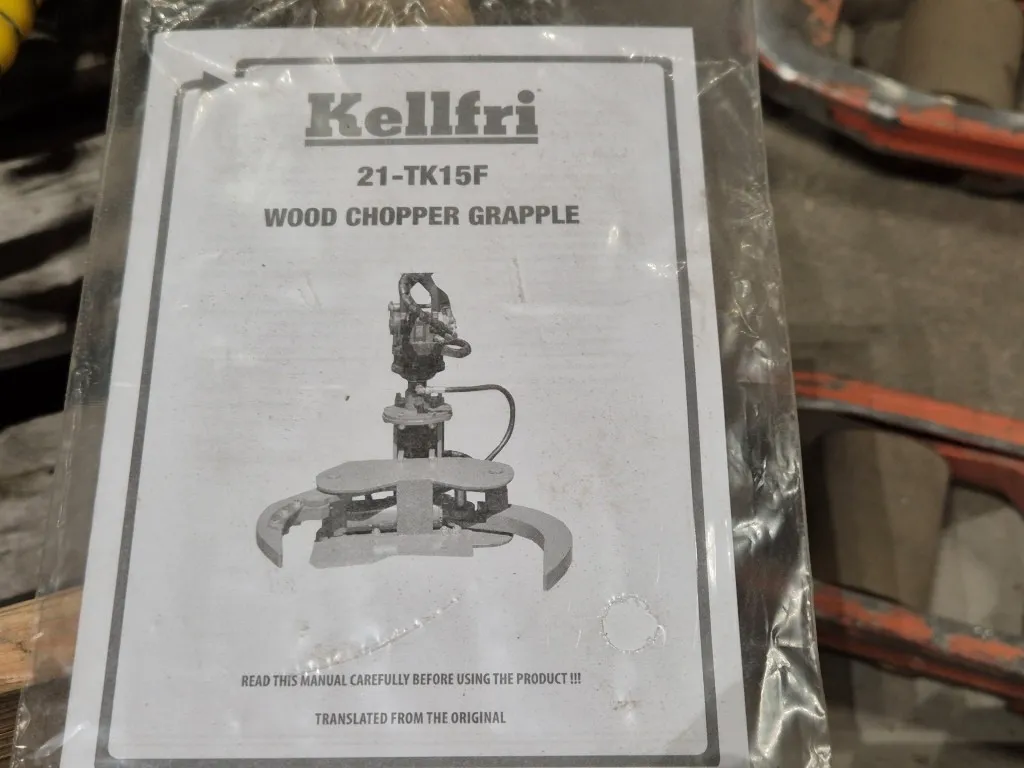 Kellfri
21-TK15F
WOOD CHOPPER GRAPPLE
READ THIS MANUAL CAREFULLY BEFORE USING THE PRODUCT !!!
TRANSLATED FROM THE ORIGINAL